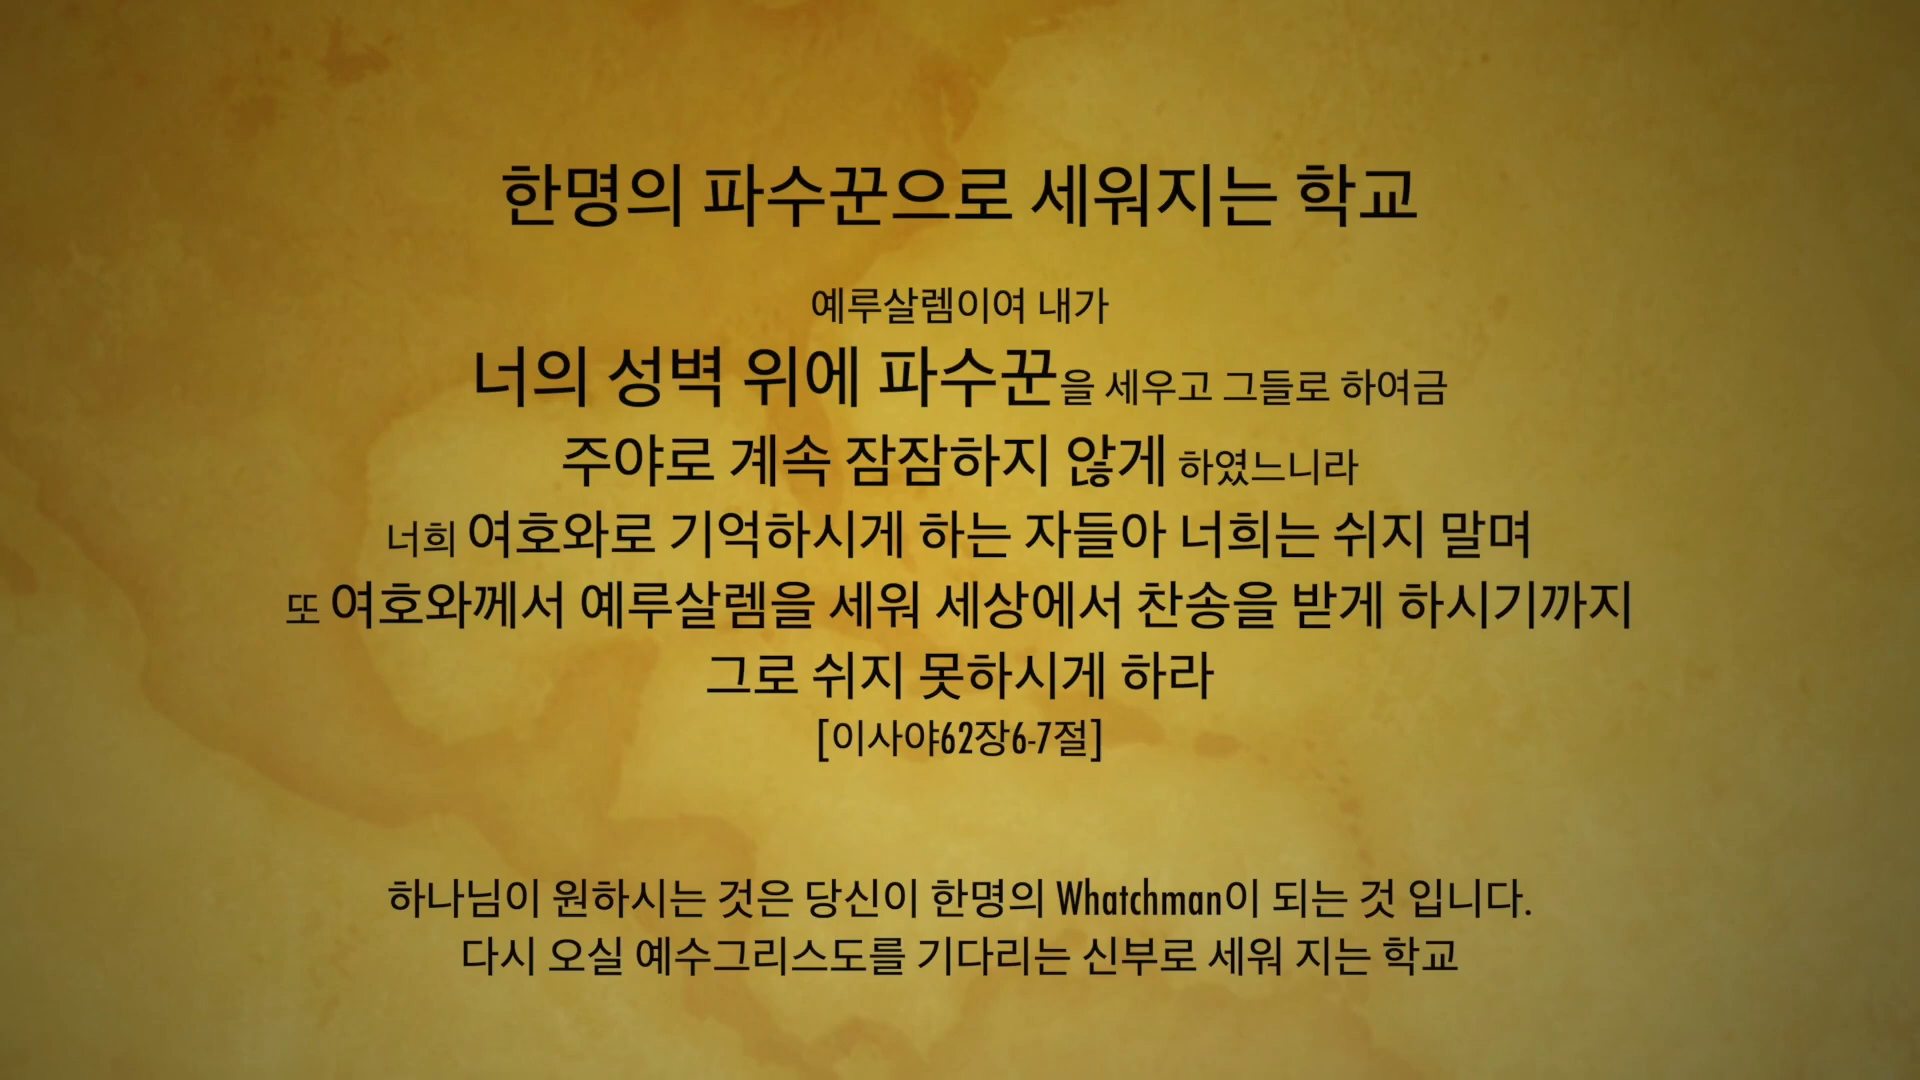 한명의 파수꾼으로 세워지는 학교
예루살렘이여 내가
너의 성벽 위에 파수꾼을 세우고 그들로 하여금
주야로 계속 잠잠하지 않게 하였느니라
너희 여호와로 기억하시게 하는 자들아 너희는 쉬지 말며
또 여호와께서 예루살렘을 세워 세상에서 찬송을 받게 하시기까지
그로 쉬지 못하시게 하라
[이사야62장6-7절]
하나님이 원하시는 것은 당신이 한명의 Whatchman이 되는 것 입니다.
다시 오실 예수그리스도를 기다리는 신부로 세워 지는 학교